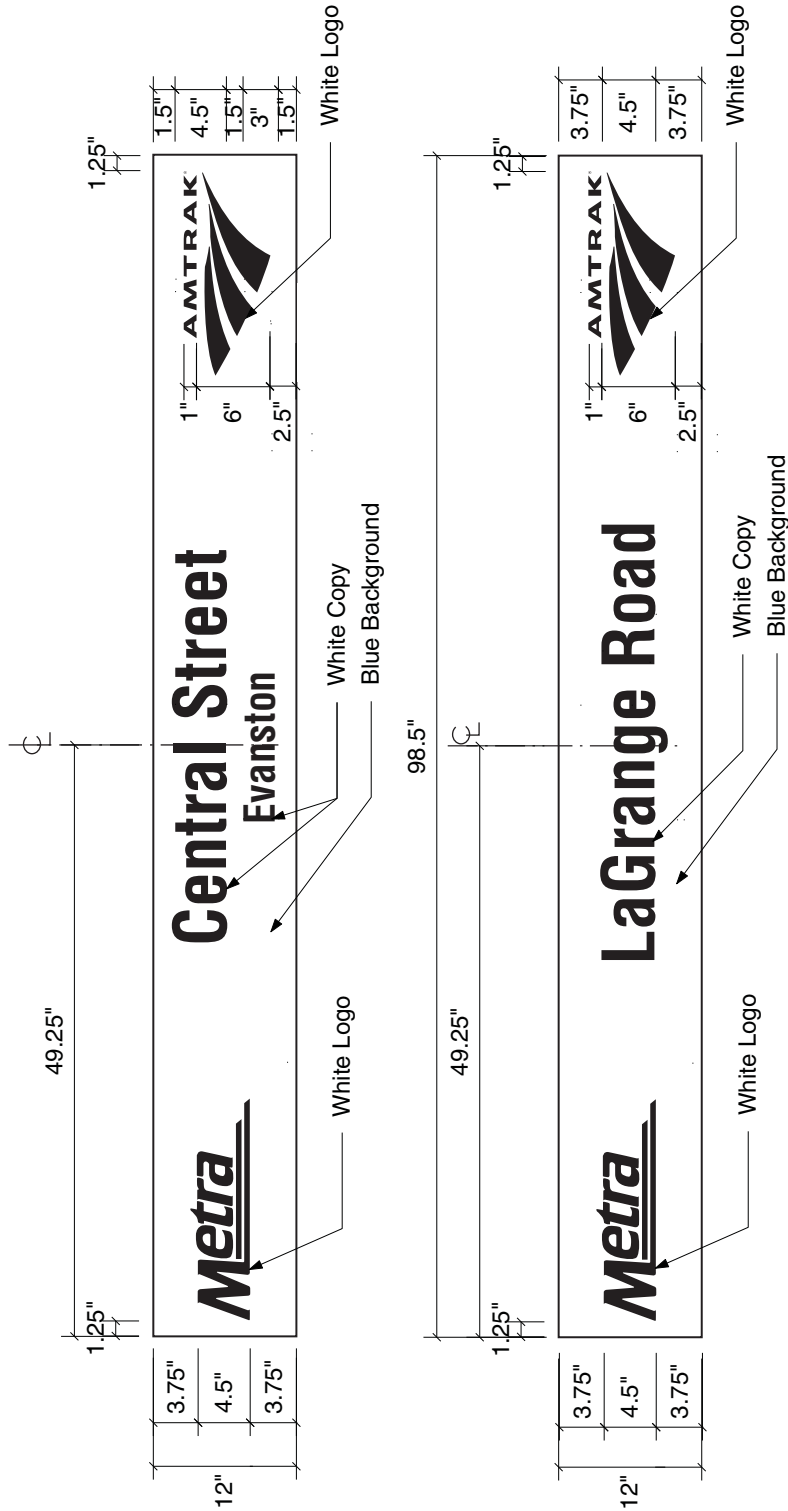 49.25"
1.25"
1.25"
3.75"
4.5"
3.75"
12"
Metra
Central Street
Evanston
AMTRAK
1"
6"
2.5"
1.5"
4.5"
1.5"
3"
1.5"
White Logo
White Copy
Blue Background
White Logo
98.5"
49.25"
1.25"
1.25"
3.75"
4.5"
3.75"
12"
Metra
LaGrange Road
AMTRAK
1"
6"
2.5"
3.75"
4.5"
3.75"
White Logo
White Copy
Blue Background
White Logo